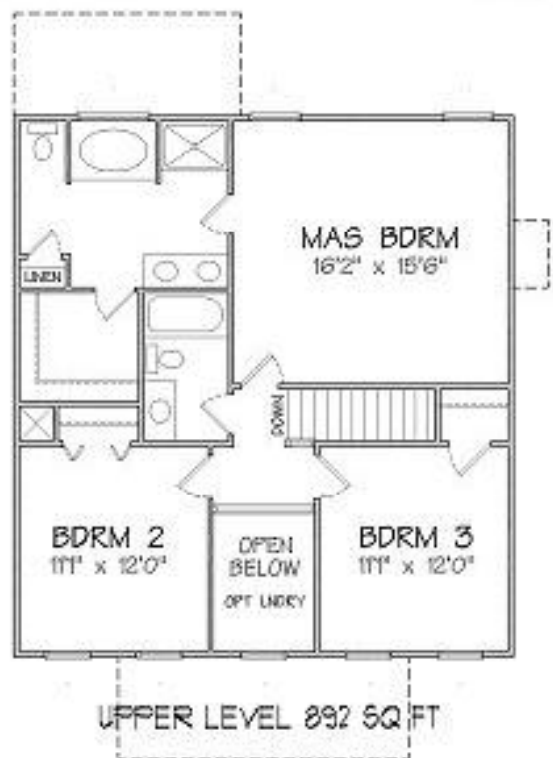 MAS BDRM
16'2" x 15'6"
LINEN
DOWN
BDRM 2
11'1" x 12'0"
OPEN
BELOW
OPT LNDRY
BDRM 3
11'1" x 12'0"
UPPER LEVEL 892 SQ FT